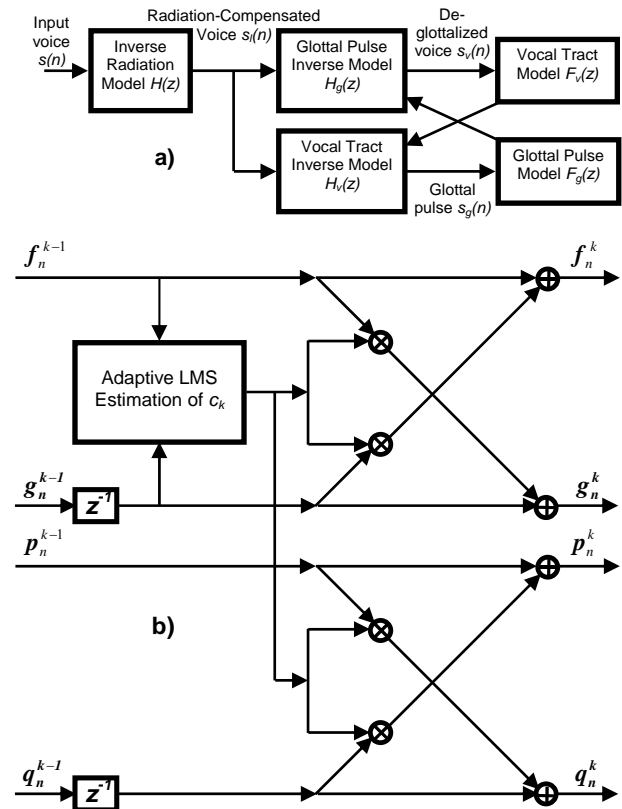 Input
voice
s(n)
Inverse
Radiation
Model H(z)
Radiation-Compensated
Voice sl(n)
Glottal Pulse
Inverse Model
Hg(z)
De-
glottalized
voice sv(n)
Vocal Tract
Model Fv(z)
a)
Vocal Tract
Inverse Model
Hv(z)
Glottal
pulse sg(n)
Glottal Pulse
Model Fg(z)
f_n^{k-1}
f_n^k
Adaptive LMS
Estimation of ck
g_n^{k-1}
z^{-1}
g_n^k
p_n^{k-1}
p_n^k
b)
q_n^{k-1}
z^{-1}
q_n^k